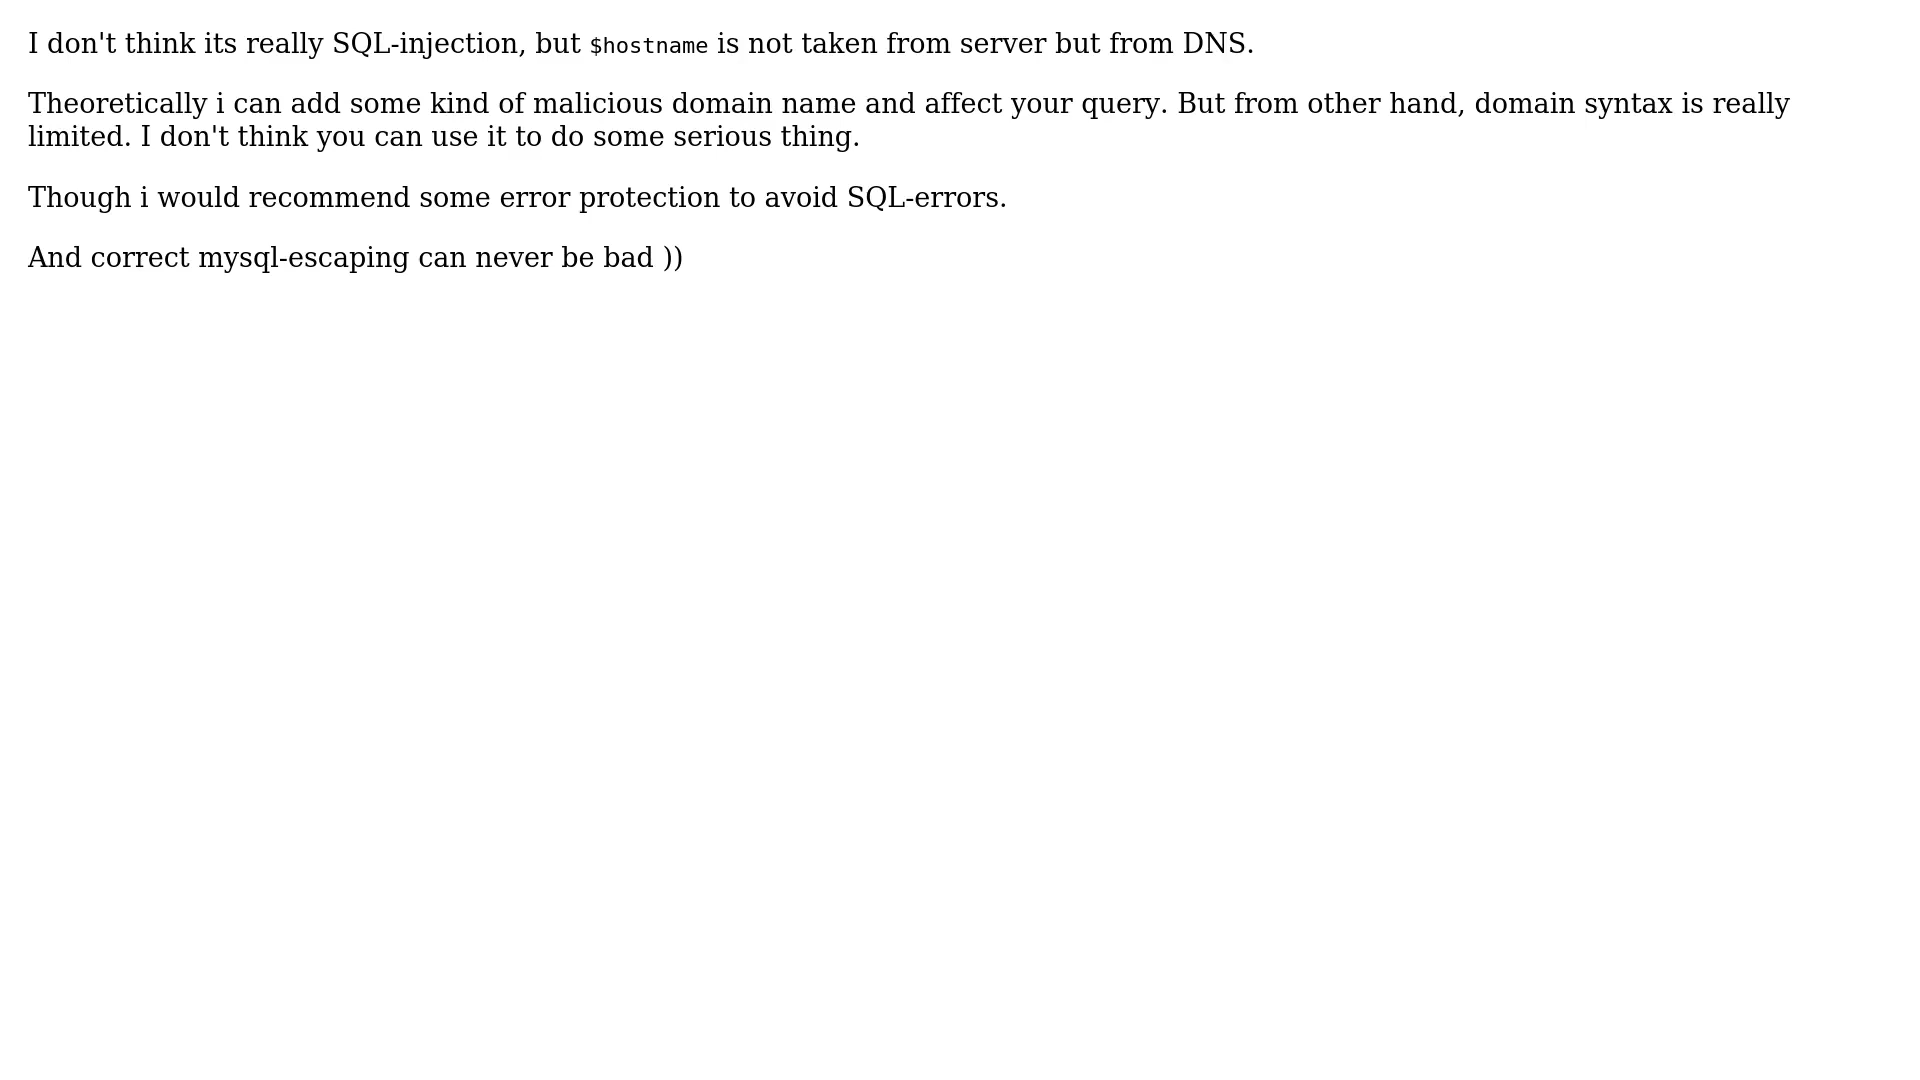 I don't think its really SQL-injection, but $hostname is not taken from server but from DNS.
Theoretically i can add some kind of malicious domain name and affect your query. But from other hand, domain syntax is really
limited. I don't think you can use it to do some serious thing.
Though i would recommend some error protection to avoid SQL-errors.
And correct mysql-escaping can never be bad ))